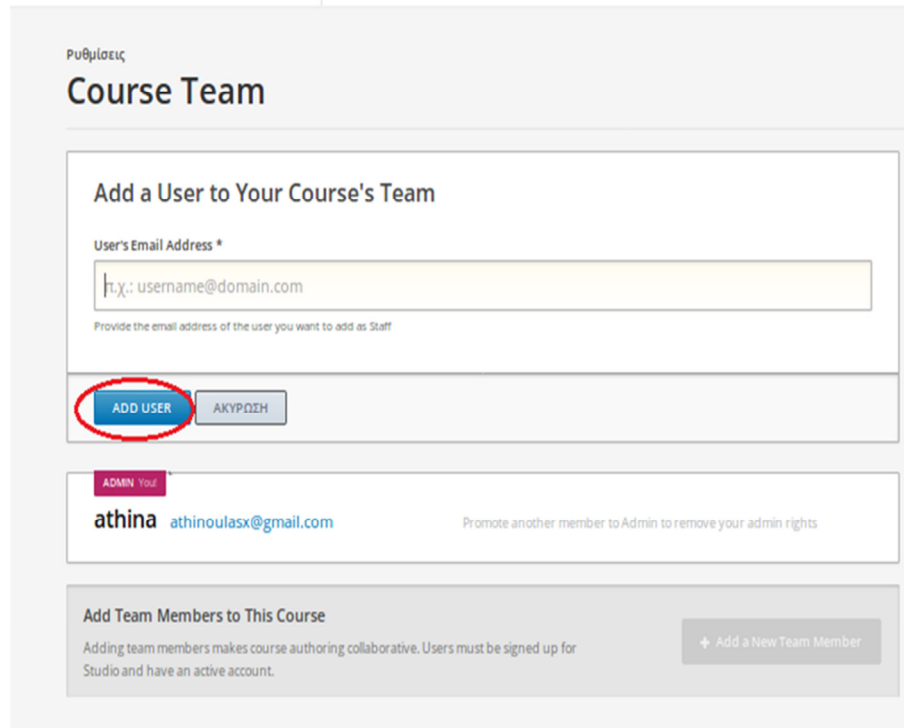 Ρυθμίσεις
Course Team
Add a User to Your Course's Team
User's Email Address *
π.χ.: username@domain.com
Provide the email address of the user you want to add as Staff
ADD USER
ΑΚΥΡΩΣΗ
ADMIN You!
athina athinoulasx@gmail.com
Promote another member to Admin to remove your admin rights
Add Team Members to This Course
Adding team members makes course authoring collaborative. Users must be signed up for
Studio and have an active account.
+ Add a New Team Member